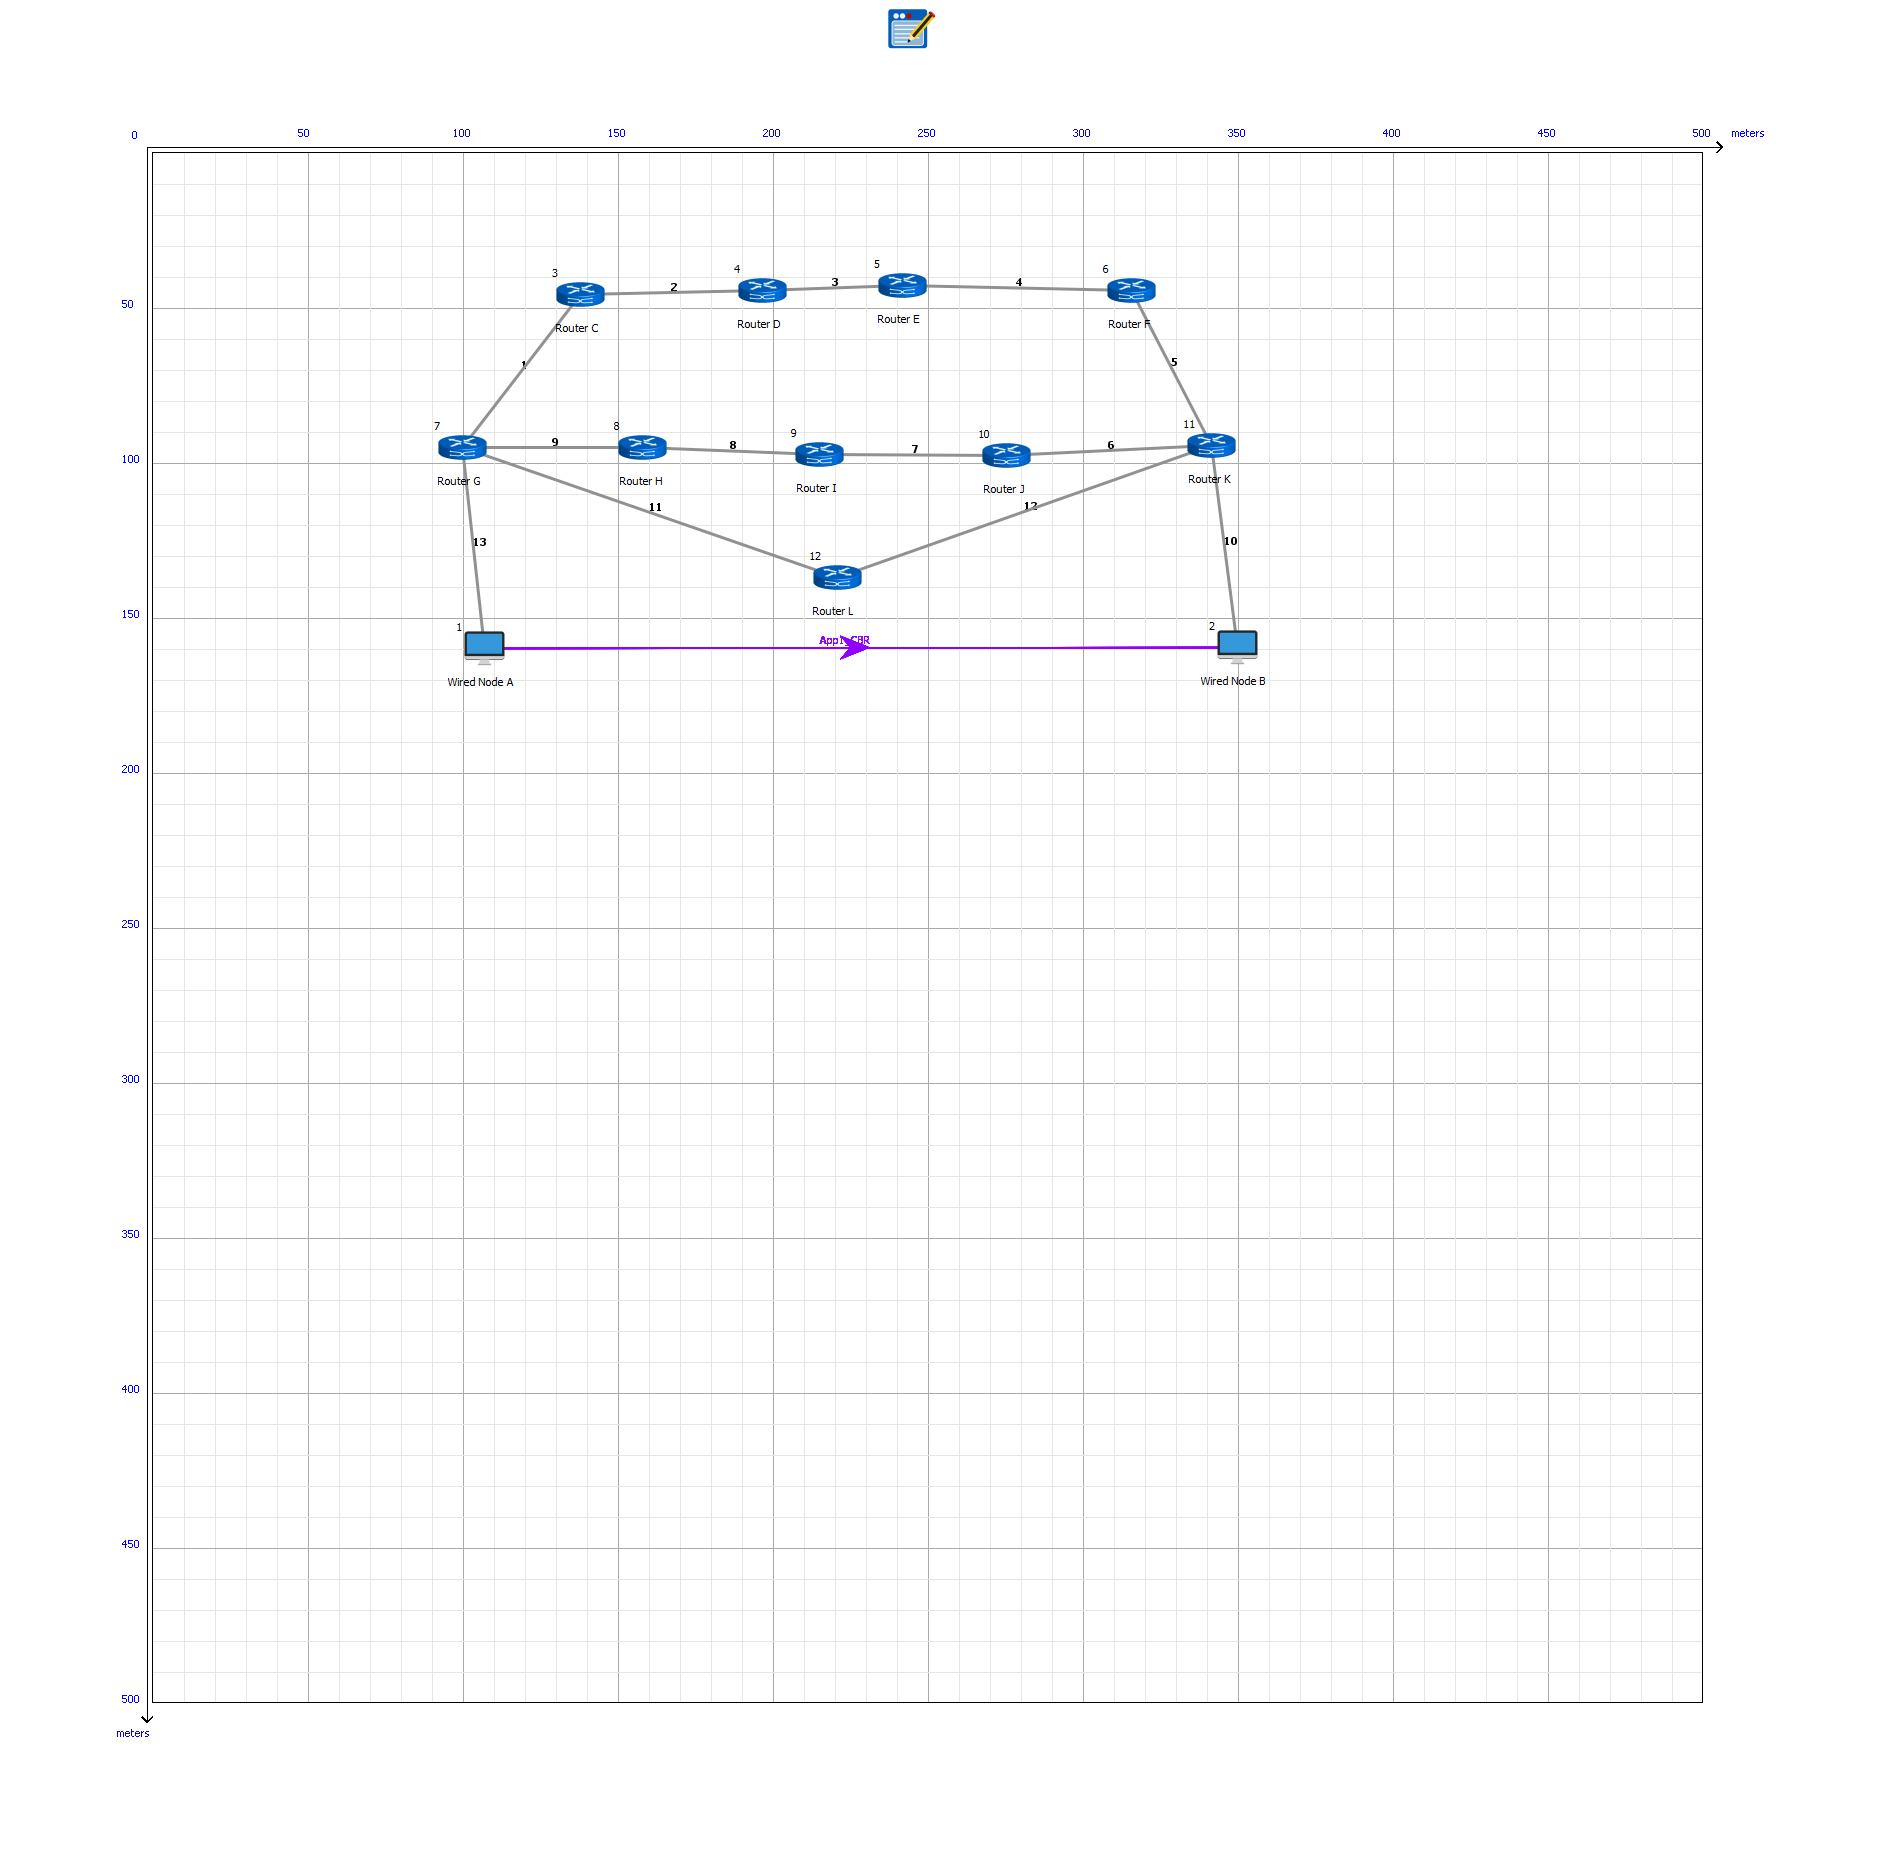 0 50 100 150 200 250 300 350 400 450 500 meters
5
3 4 6
2 3 4
50
Router C Router D Router E Router F
1 5
7 8 9 10 11
9 8 7 6
100
Router G Router H Router I Router J Router K
11 12
13 10
12
150
Router L
1 2
App1_CBR
Wired Node A Wired Node B
200
250
300
350
400
450
500
meters